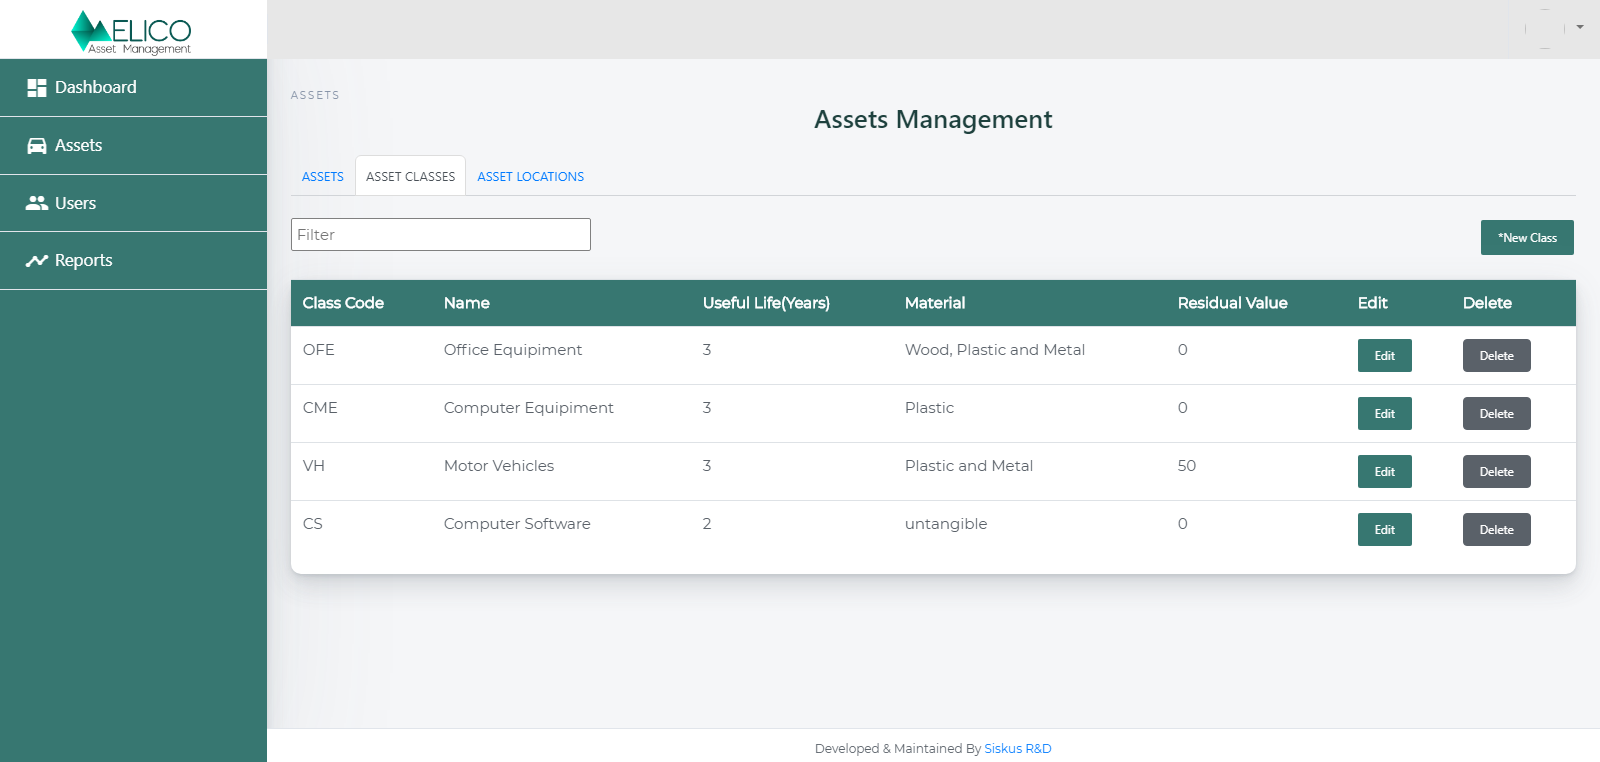 ELICO
Asset Management
Dashboard
Assets
Users
Reports
ASSETS
Assets Management
ASSETS ASSET CLASSES ASSET LOCATIONS
Filter *New Class
Class Code Name Useful Life(Years) Material Residual Value Edit Delete
OFE Office Equipiment 3 Wood, Plastic and Metal 0 Edit Delete
CME Computer Equipiment 3 Plastic 0 Edit Delete
VH Motor Vehicles 3 Plastic and Metal 50 Edit Delete
CS Computer Software 2 untangible 0 Edit Delete
Developed & Maintained By Siskus R&D